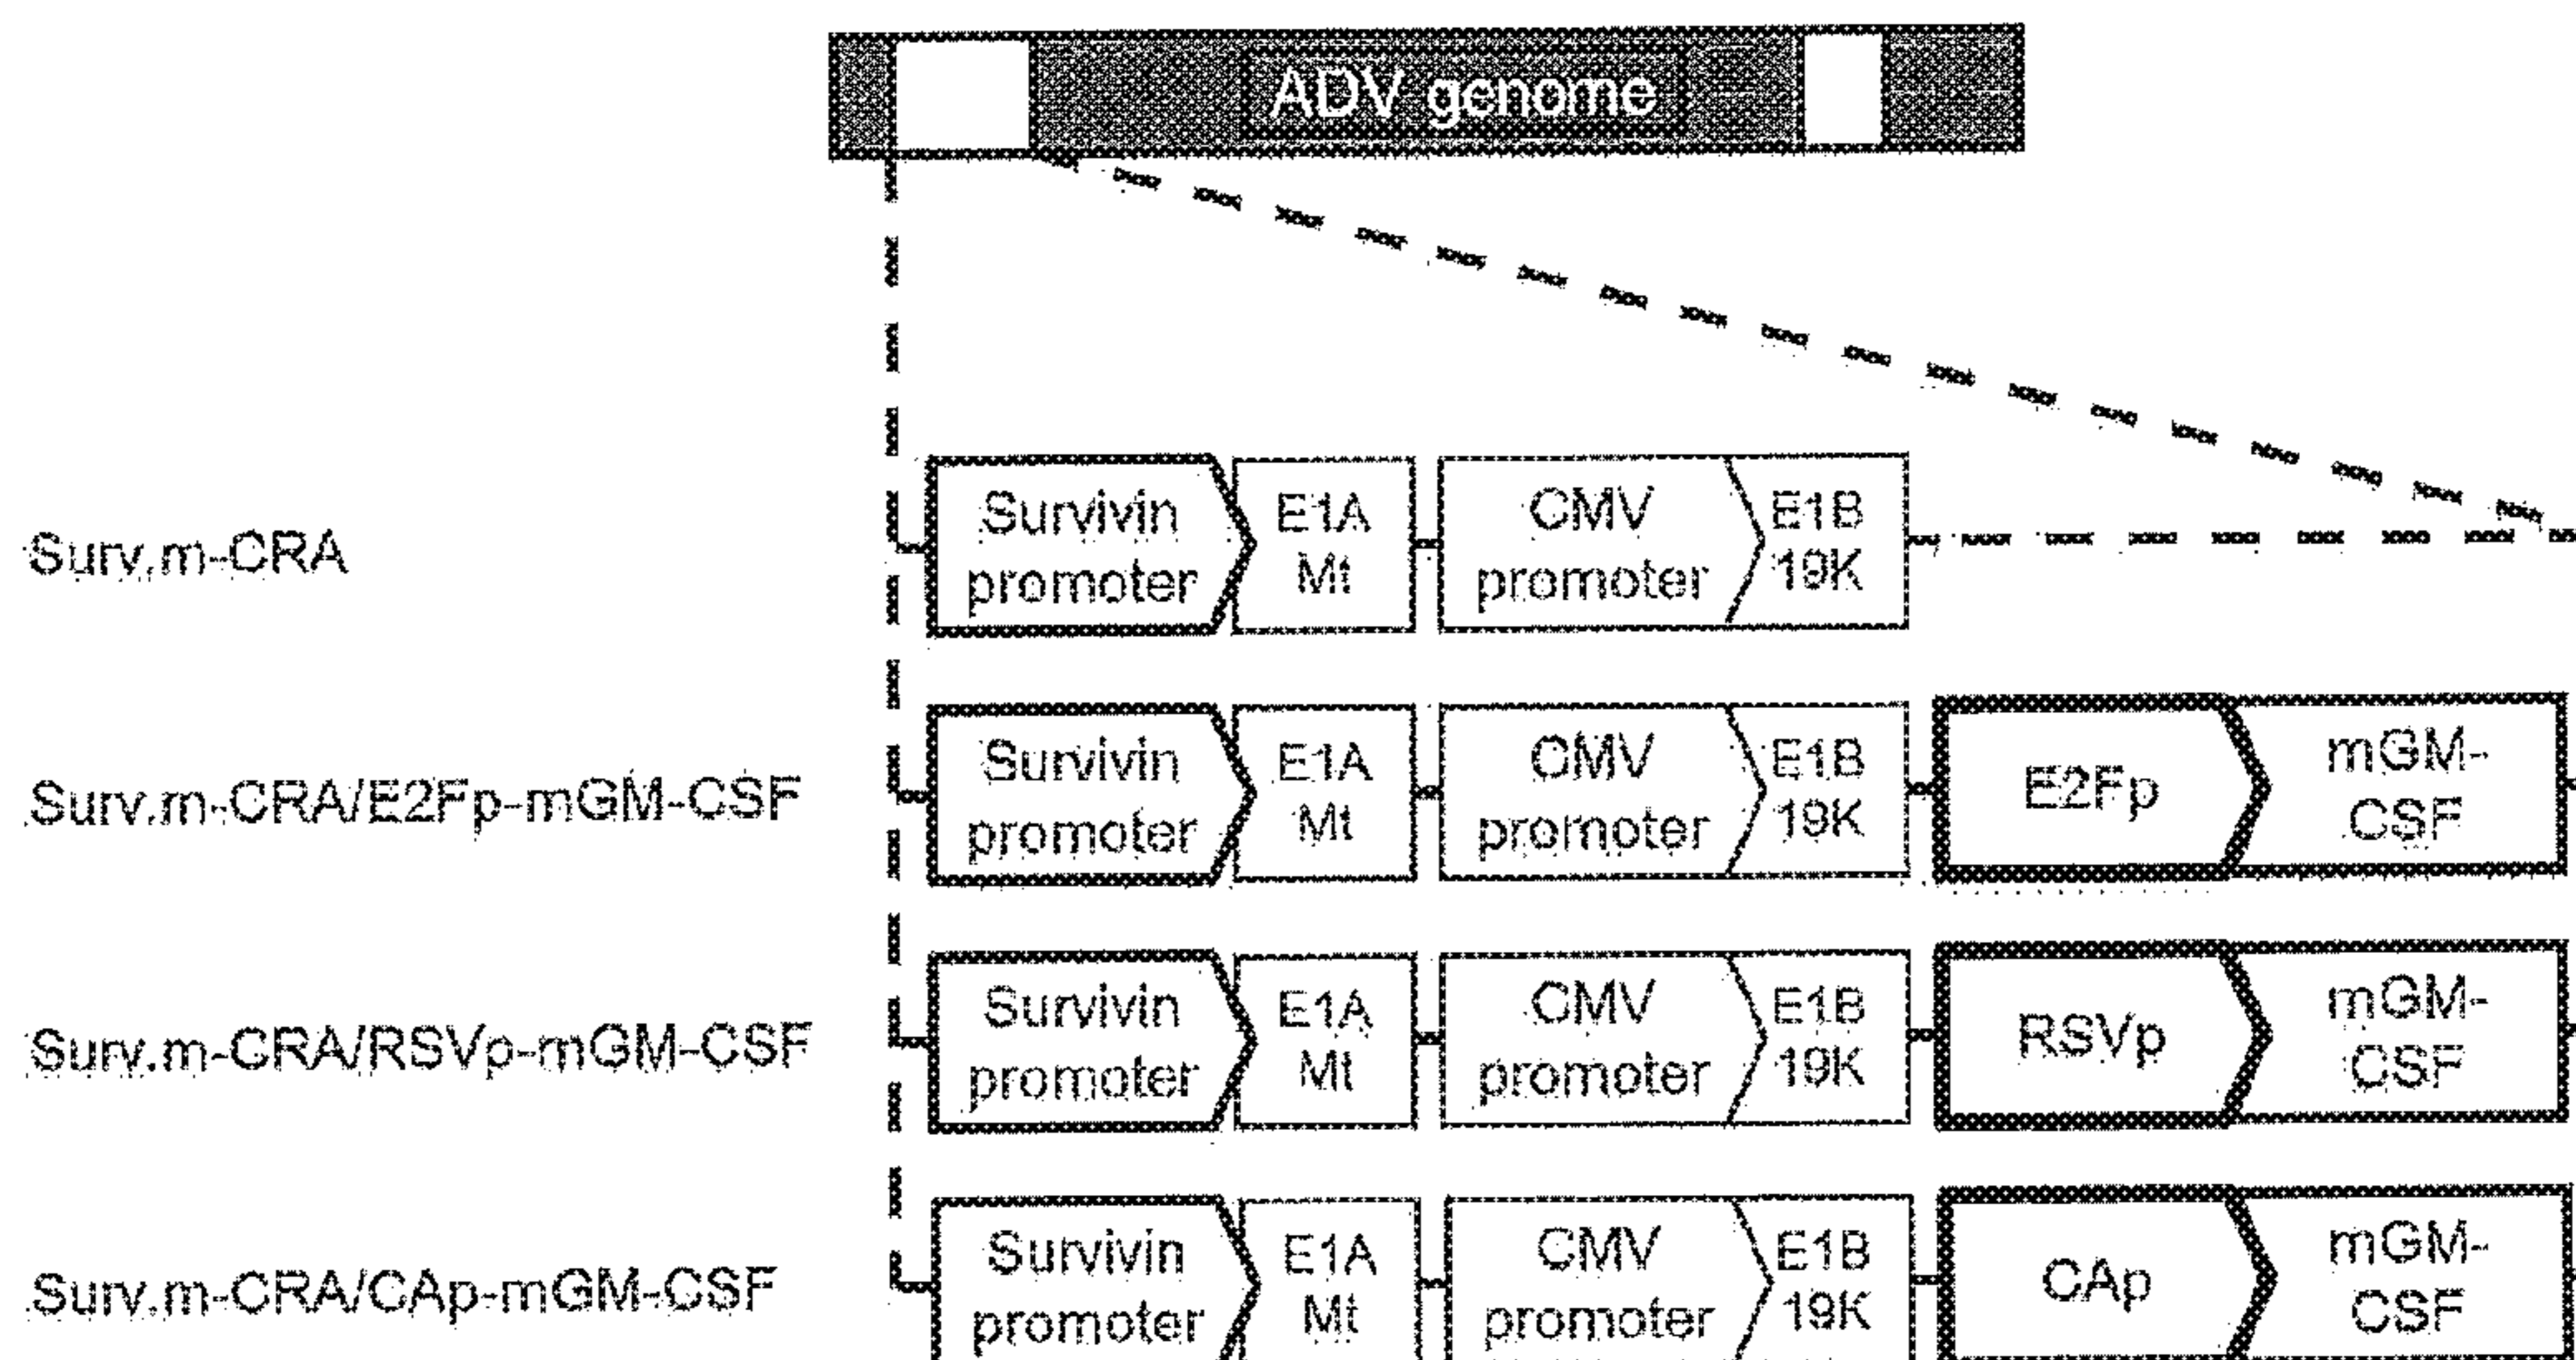 ADV genome
Surv.m-CRA
Survivin
promoter
E1A
Mt
CMV
promoter
E1B
19K
Surv.m-CRA/E2Fp-mGM-CSF
Survivin
promoter
E1A
Mt
CMV
promoter
E1B
19K
E2Fp
mGM-
CSF
Surv.m-CRA/RSVp-mGM-CSF
Survivin
promoter
E1A
Mt
CMV
promoter
E1B
19K
RSVp
mGM-
CSF
Surv.m-CRA/CAp-mGM-CSF
Survivin
promoter
E1A
Mt
CMV
promoter
E1B
19K
CAp
mGM-
CSF